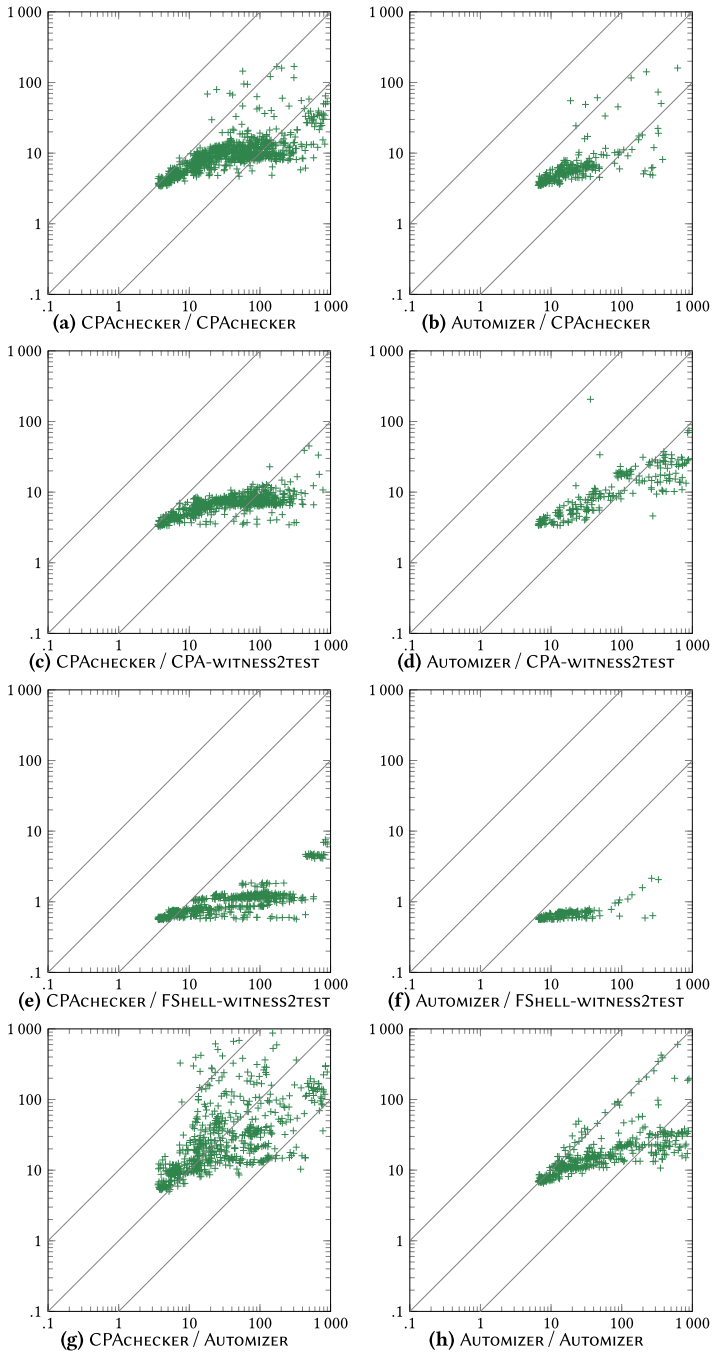 1 000 1 000
100 100
10 10
1 1
.1 .1
.1 1 10 100 1 000 .1 1 10 100 1 000
(a) CPACHECKER / CPACHECKER (b) AUTOMIZER / CPACHECKER
1 000 1 000
100 100
10 10
1 1
.1 .1
.1 1 10 100 1 000 .1 1 10 100 1 000
(c) CPACHECKER / CPA-WITNESS2TEST (d) AUTOMIZER / CPA-WITNESS2TEST
1 000 1 000
100 100
10 10
1 1
.1 .1
.1 1 10 100 1 000 .1 1 10 100 1 000
(e) CPACHECKER / FSHELL-WITNESS2TEST (f) AUTOMIZER / FSHELL-WITNESS2TEST
1 000 1 000
100 100
10 10
1 1
.1 .1
.1 1 10 100 1 000 .1 1 10 100 1 000
(g) CPACHECKER / AUTOMIZER (h) AUTOMIZER / AUTOMIZER